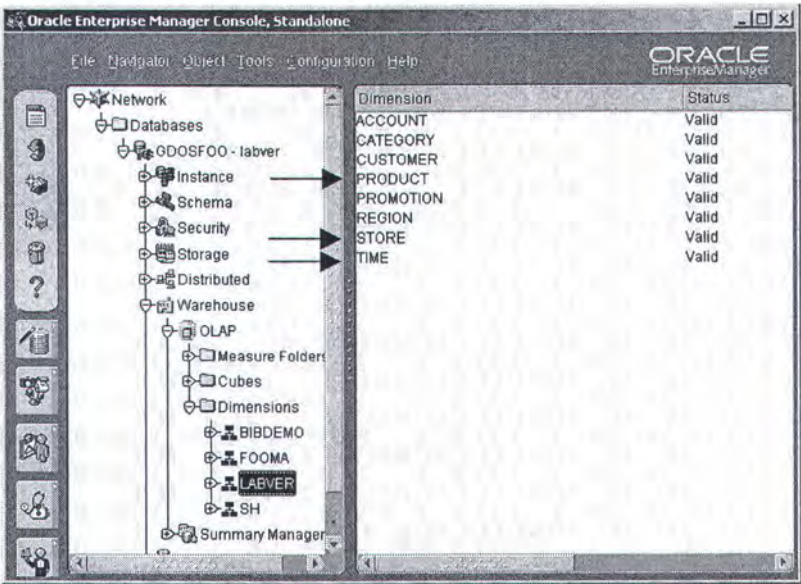 Oracle Enterprise Manager Console, Standalone
File Navigator Object Tools Configuration Help
ORACLE
EnterpriseManager
Network
Databases
GDOSFOO - labver
Instance
Schema
Security
Storage
Distributed
Warehouse
OLAP
Measure Folders
Cubes
Dimensions
BIBDEMO
FOOMA
LABVER
SH
Summary Manager
Dimension Status
ACCOUNT Valid
CATEGORY Valid
CUSTOMER Valid
PRODUCT Valid
PROMOTION Valid
REGION Valid
STORE Valid
TIME Valid
?